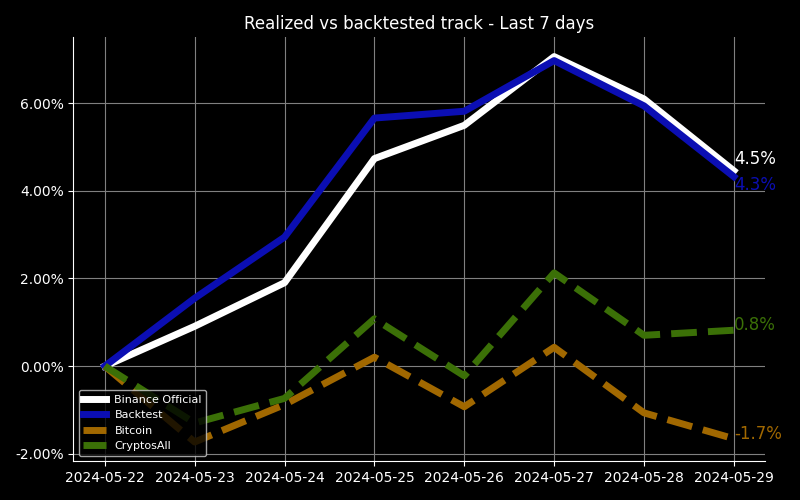 Realized vs backtested track - Last 7 days
6.00%
4.00%
2.00%
0.00%
-2.00%
4.5%
4.3%
0.8%
-1.7%
Binance Official
Backtest
Bitcoin
CryptosAll
2024-05-22 2024-05-23 2024-05-24 2024-05-25 2024-05-26 2024-05-27 2024-05-28 2024-05-29